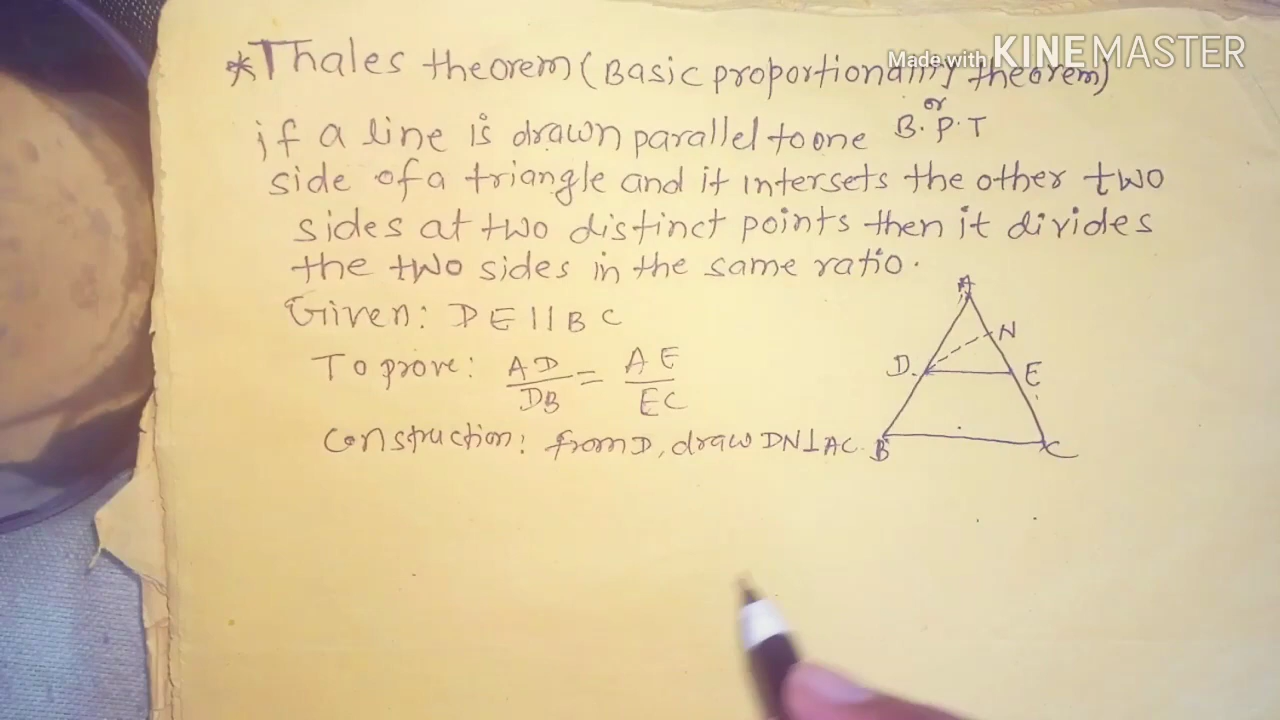 *Thales theorem (Basic proportionality theorem)
or
B.P.T
if a line is drawn parallel to one
side of a triangle and it intersets the other two
sides at two distinct points then it divides
the two sides in the same ratio.
Given: DE || BC
To prove: AD/DB = AE/EC
Construction: from D, draw DN⊥AC.
A
N
D.
E
B
C
Made with KINEMASTER